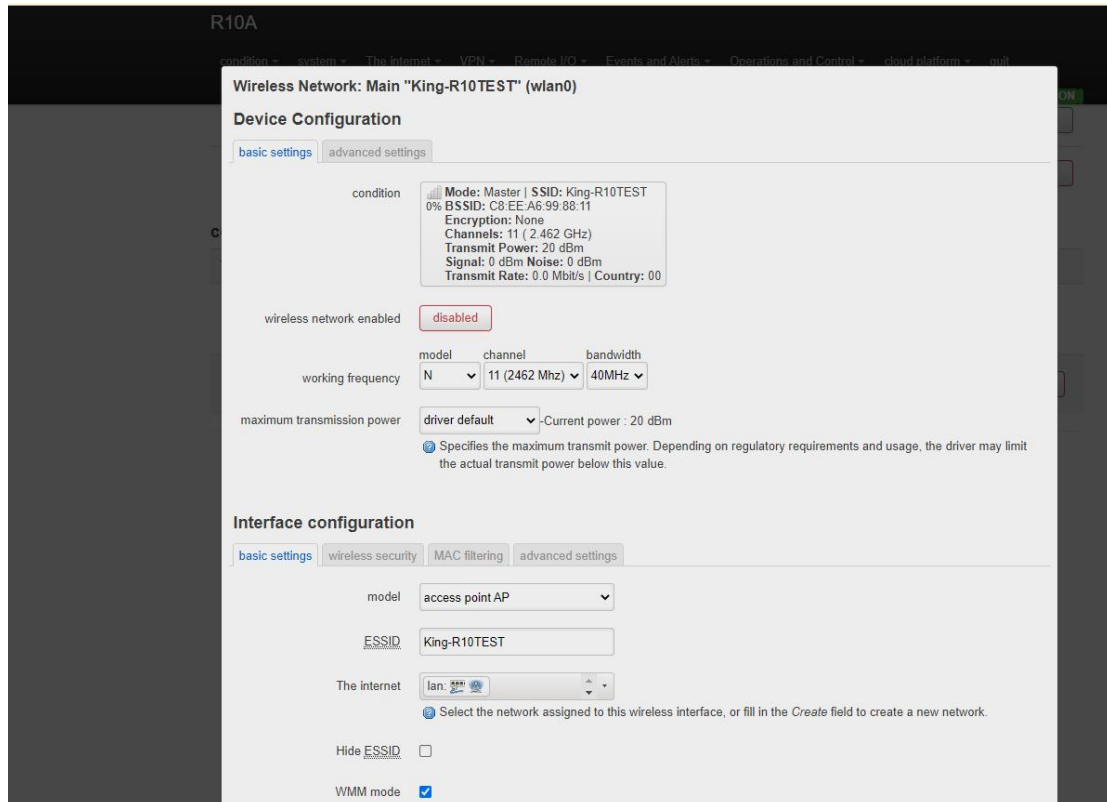 R10A
condition system The internet VPN Remote I/O Events and Alerts Operations and Control cloud platform quit
ON
Wireless Network: Main "King-R10TEST" (wlan0)
Device Configuration
basic settings advanced settings
condition
Mode: Master | SSID: King-R10TEST
0% BSSID: C8:EE:A6:99:88:11
Encryption: None
Channels: 11 ( 2.462 GHz)
Transmit Power: 20 dBm
Signal: 0 dBm Noise: 0 dBm
Transmit Rate: 0.0 Mbit/s | Country: 00
wireless network enabled disabled
model channel bandwidth
working frequency N 11 (2462 Mhz) 40MHz
maximum transmission power driver default -Current power : 20 dBm
Specifies the maximum transmit power. Depending on regulatory requirements and usage, the driver may limit
the actual transmit power below this value.
Interface configuration
basic settings wireless security MAC filtering advanced settings
model access point AP
ESSID King-R10TEST
The internet lan:
Select the network assigned to this wireless interface, or fill in the Create field to create a new network.
Hide ESSID
WMM mode